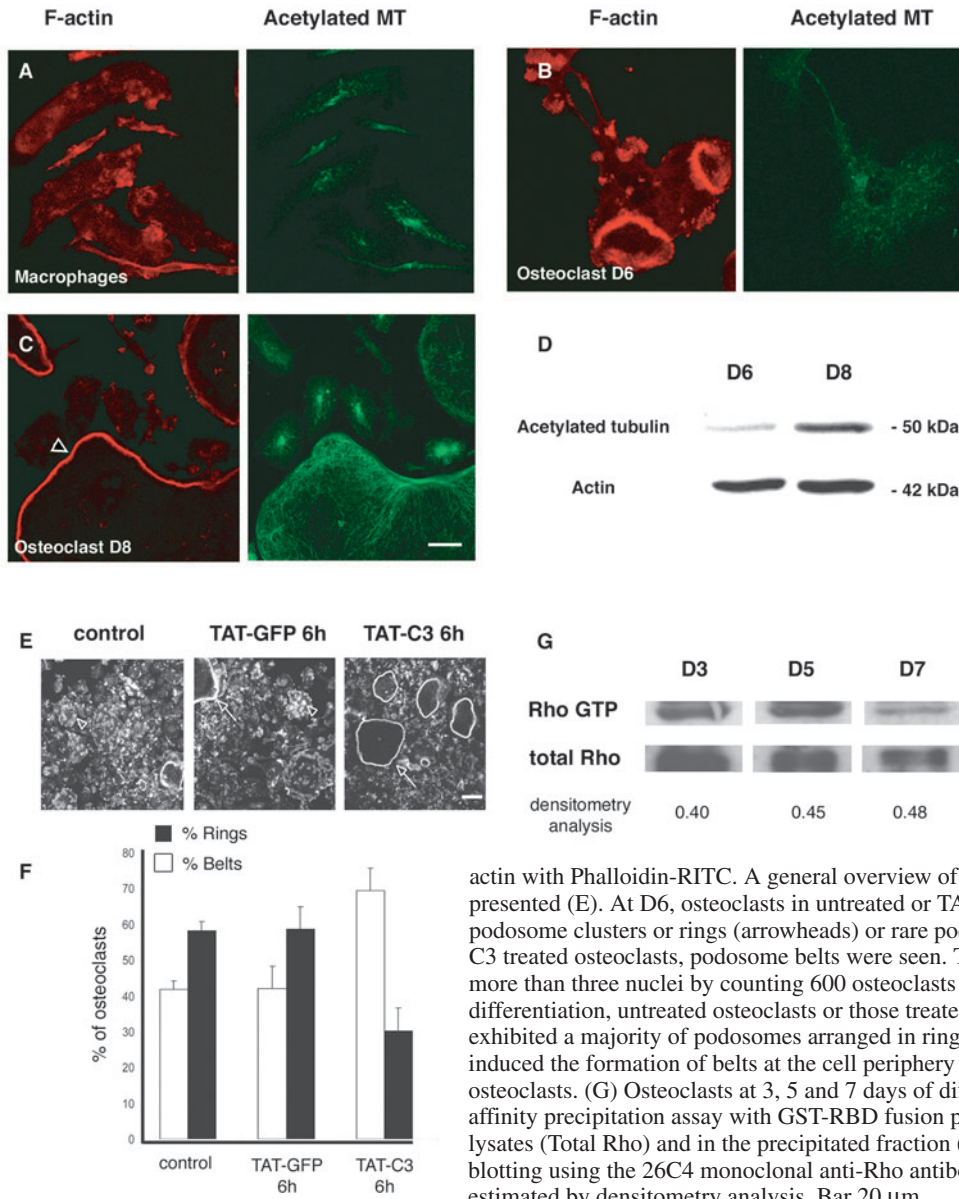 F-actin Acetylated MT F-actin Acetylated MT
A
Macrophages
B
Osteoclast D6
C
Osteoclast D8
D
D6 D8
Acetylated tubulin - 50 kDa
Actin - 42 kDa
E control TAT-GFP 6h TAT-C3 6h
G
D3 D5 D7
Rho GTP
total Rho
densitometry analysis 0.40 0.45 0.48
F
% Rings
% Belts
% of osteoclasts
80
70
60
50
40
30
20
10
0
control TAT-GFP 6h TAT-C3 6h
actin with Phalloidin-RITC. A general overview of
presented (E). At D6, osteoclasts in untreated or TA
podosome clusters or rings (arrowheads) or rare po
C3 treated osteoclasts, podosome belts were seen. T
more than three nuclei by counting 600 osteoclasts
differentiation, untreated osteoclasts or those treate
exhibited a majority of podosomes arranged in ring
induced the formation of belts at the cell periphery
osteoclasts. (G) Osteoclasts at 3, 5 and 7 days of di
affinity precipitation assay with GST-RBD fusion p
lysates (Total Rho) and in the precipitated fraction (
blotting using the 26C4 monoclonal anti-Rho antibo
estimated by densitometry analysis. Bar 20 μm.